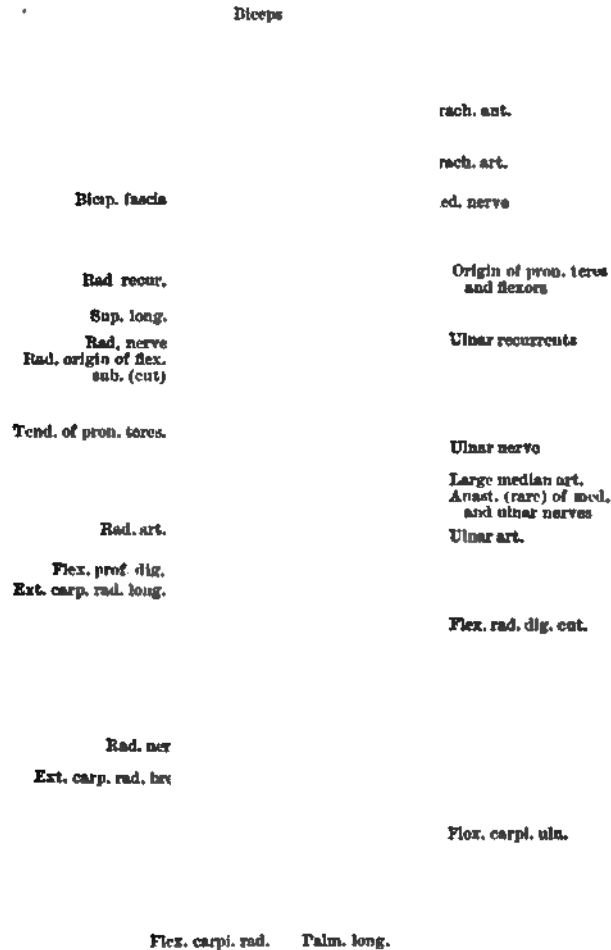 Biceps
rach. ant.
rach. art.
Bicip. fascia
ed. nerve
Origin of pron. teres
and flexors
Rad recur.
Sup. long.
Rad. nerve
Rad. origin of flex.
sub. (cut)
Ulnar recurrents
Tend. of pron. teres.
Ulnar nerve
Large median art.
Anast. (rare) of med.
and ulnar nerves
Rad. art.
Ulnar art.
Flex. prof. dig.
Ext. carp. rad. long.
Flex. rad. dig. cut.
Rad. ner
Ext. carp. rad. bre
Flex. carpi. uln.
Flex. carpi. rad.
Palm. long.